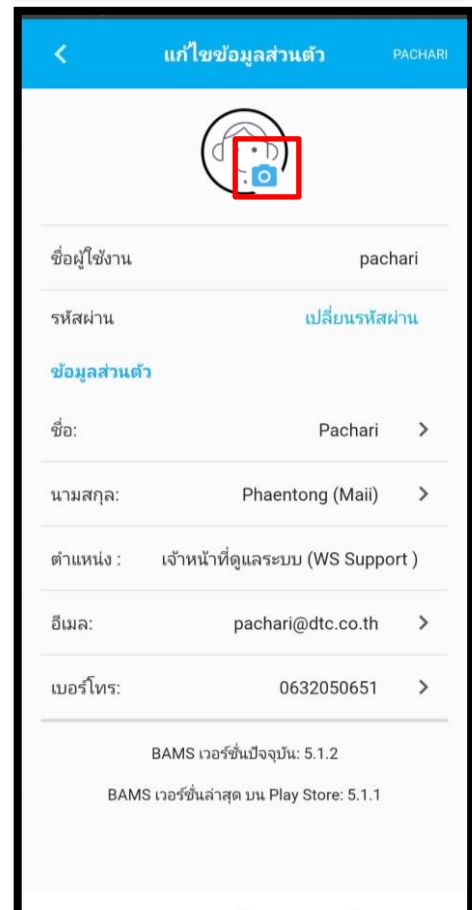 แก้ไขข้อมูลส่วนตัว PACHARI
ชื่อผู้ใช้งาน pachari
รหัสผ่าน เปลี่ยนรหัสผ่าน
ข้อมูลส่วนตัว
ชื่อ: Pachari
นามสกุล: Phaentong (Maii)
ตำแหน่ง : เจ้าหน้าที่ดูแลระบบ (WS Support )
อีเมล: pachari@dtc.co.th
เบอร์โทร: 0632050651
BAMS เวอร์ชั่นปัจจุบัน: 5.1.2
BAMS เวอร์ชั่นล่าสุด บน Play Store: 5.1.1